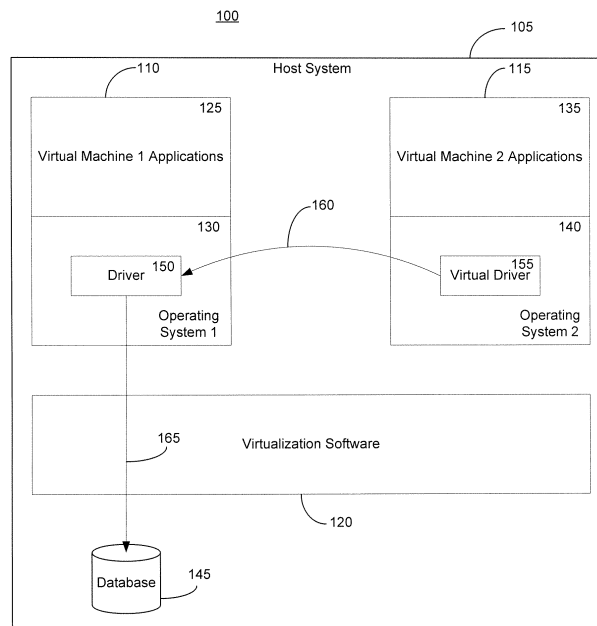 100
105
Host System
110
115
125
Virtual Machine 1 Applications
135
Virtual Machine 2 Applications
160
130
150
Driver
Operating
System 1
140
155
Virtual Driver
Operating
System 2
Virtualization Software
165
120
Database
145